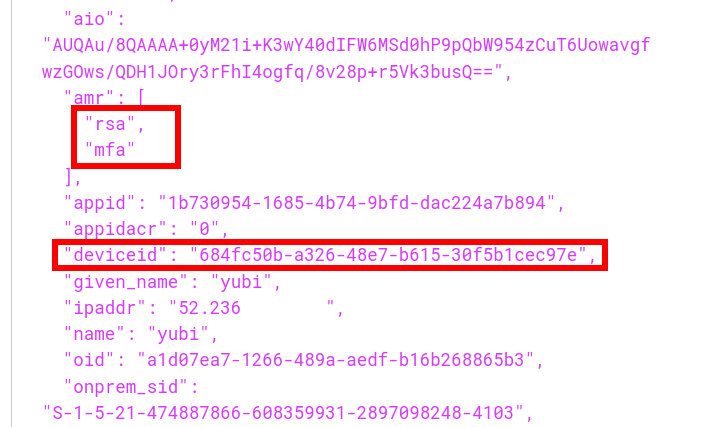 "aio":
"AUQAu/8QAAAA+0yM21i+K3wY40dIFW6MSd0hP9pQbW954zCuT6Uowavgf
wzGOws/QDH1JOry3rFhI4ogfq/8v28p+r5Vk3busQ==",
"amr": [
"rsa",
"mfa"
],
"appid": "1b730954-1685-4b74-9bfd-dac224a7b894",
"appidacr": "0",
"deviceid": "684fc50b-a326-48e7-b615-30f5b1cec97e",
"given_name": "yubi",
"ipaddr": "52.236 ",
"name": "yubi",
"oid": "a1d07ea7-1266-489a-aedf-b16b268865b3",
"onprem_sid":
"S-1-5-21-474887866-608359931-2897098248-4103",